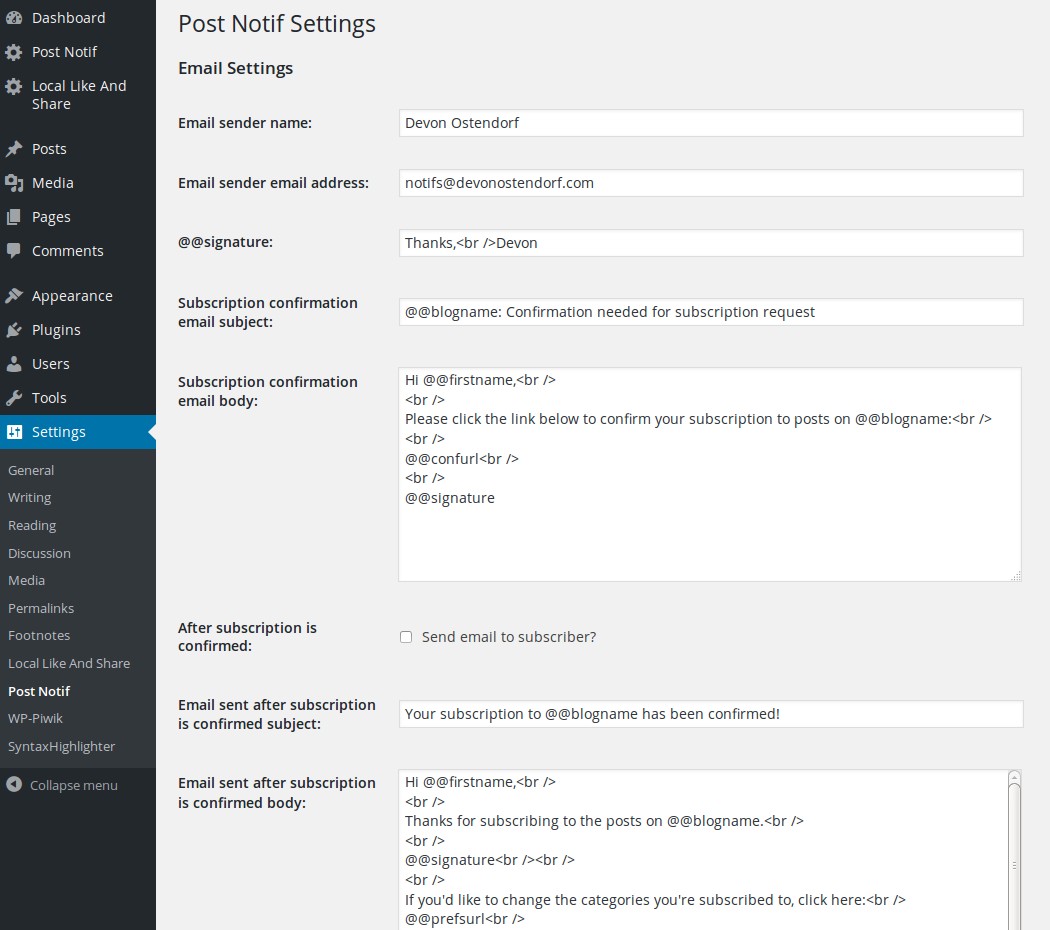 Dashboard
Post Notif
Local Like And
Share
Posts
Media
Pages
Comments
Appearance
Plugins
Users
Tools
Settings
General
Writing
Reading
Discussion
Media
Permalinks
Footnotes
Local Like And Share
Post Notif
WP-Piwik
SyntaxHighlighter
Collapse menu
Post Notif Settings
Email Settings
Email sender name:
Devon Ostendorf
Email sender email address:
notifs@devonostendorf.com
@@signature:
Thanks,<br />Devon
Subscription confirmation
email subject:
@@blogname: Confirmation needed for subscription request
Subscription confirmation
email body:
Hi @@firstname,<br />
<br />
Please click the link below to confirm your subscription to posts on @@blogname:<br />
<br />
@@confurl<br />
<br />
@@signature
After subscription is
confirmed:
Send email to subscriber?
Email sent after subscription
is confirmed subject:
Your subscription to @@blogname has been confirmed!
Email sent after subscription
is confirmed body:
Hi @@firstname,<br />
<br />
Thanks for subscribing to the posts on @@blogname.<br />
<br />
@@signature<br /><br />
<br />
If you'd like to change the categories you're subscribed to, click here:<br />
@@prefsurl<br />